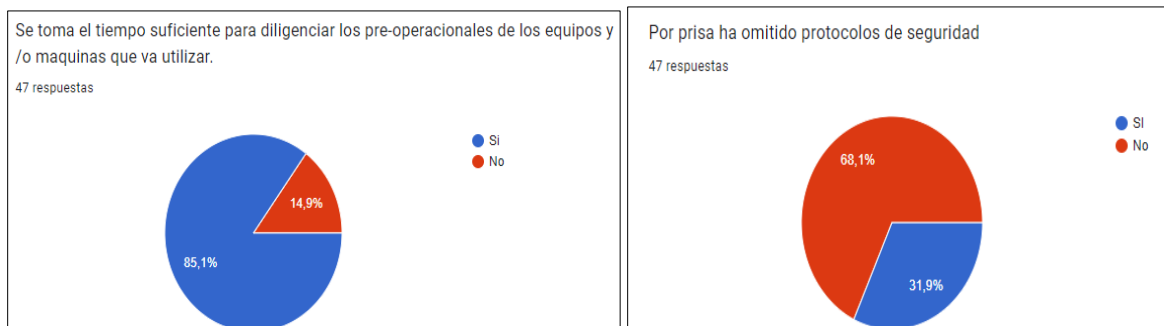 Se toma el tiempo suficiente para diligenciar los pre-operacionales de los equipos y
/o maquinas que va utilizar.
47 respuestas
Si
No
14,9%
85,1%
Por prisa ha omitido protocolos de seguridad
47 respuestas
SI
No
68,1%
31,9%